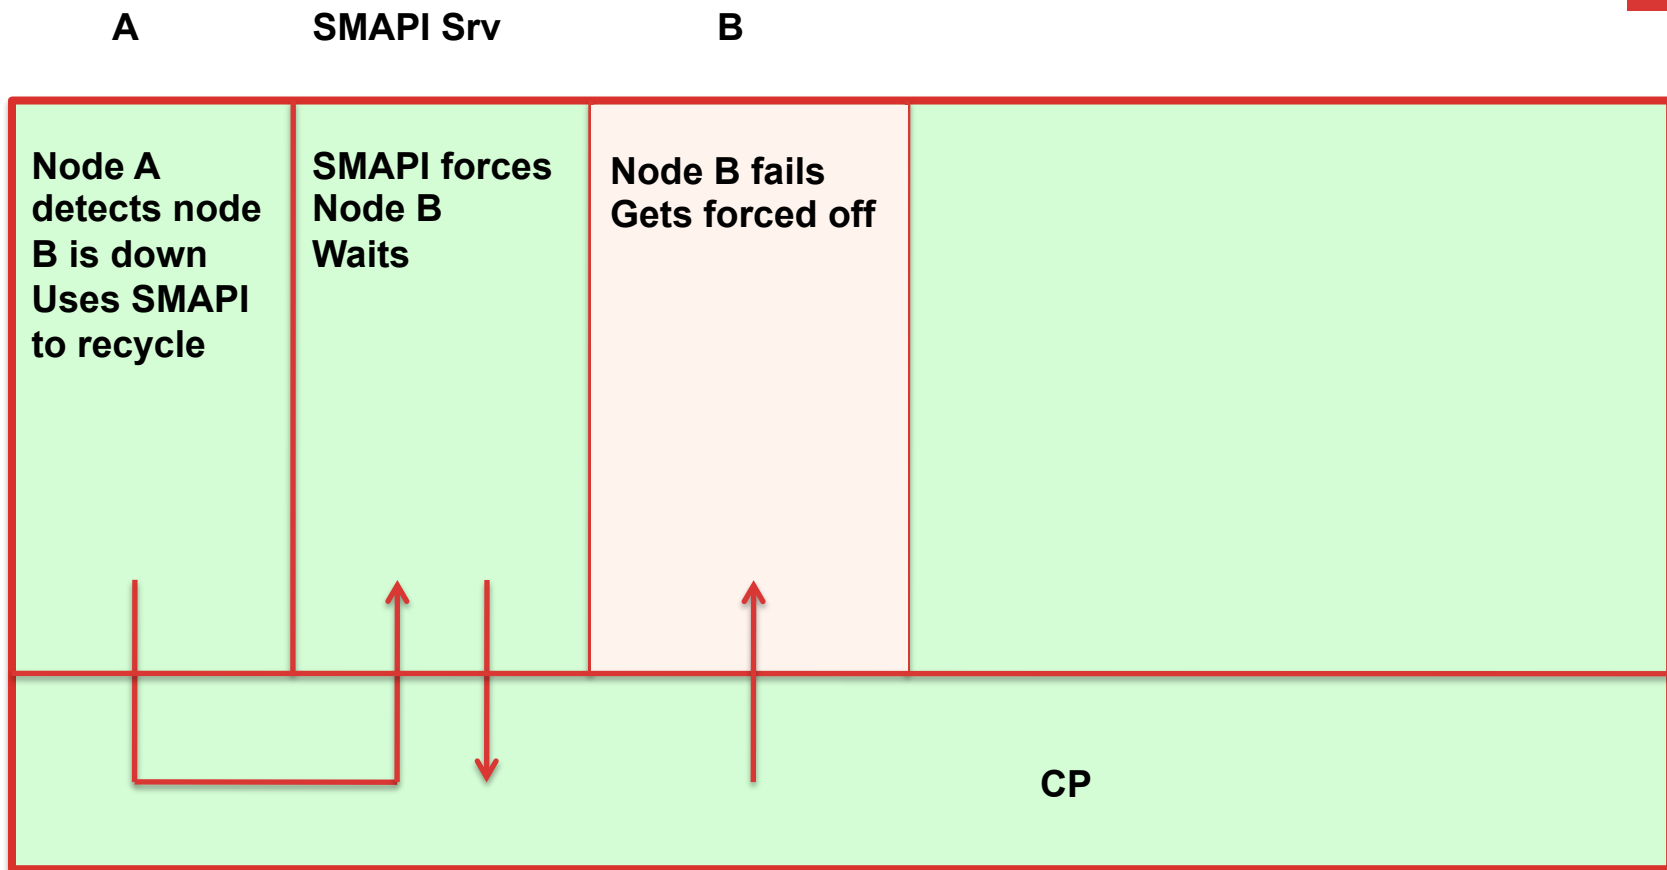 A
SMAPI Srv
B
Node A
detects node
B is down
Uses SMAPI
to recycle
SMAPI forces
Node B
Waits
Node B fails
Gets forced off
CP